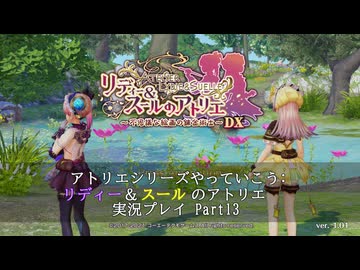 ATELIER LYDIE & SUELLE
リディー&
スールのアトリエ
~不思議な絵画の錬金術士~DX
アトリエシリーズやっていこう:
リディー&スールのアトリエ
実況プレイ Part13
ver. 1.01